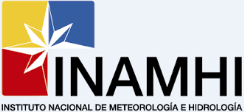 INAMHI
INSTITUTO NACIONAL DE METEOROLOGÍA E HIDROLOGÍA